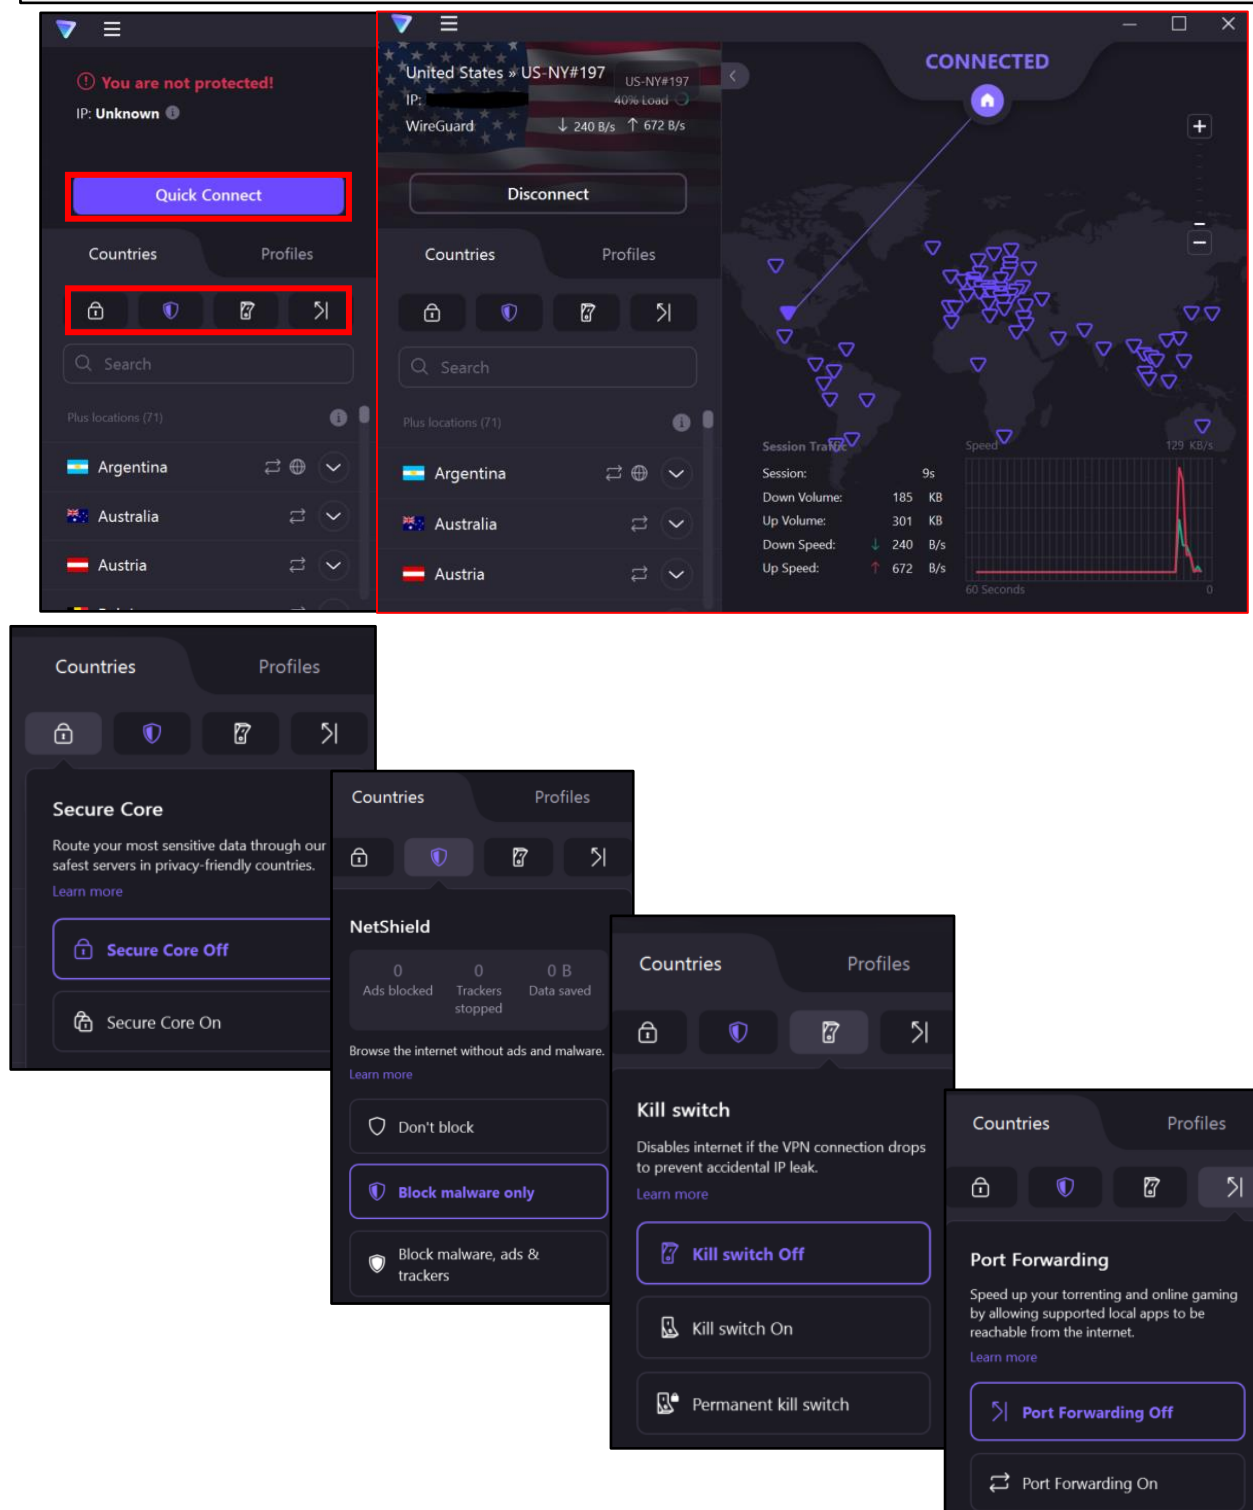 You are not protected!
IP: Unknown
Quick Connect
Countries Profiles
Search
Plus locations (71)
Argentina
Australia
Austria
United States » US-NY#197
US-NY#197
IP:
40% Load
WireGuard ↓ 240 B/s ↑ 672 B/s
Disconnect
Countries Profiles
Search
Plus locations (71)
Argentina
Australia
Austria
CONNECTED
Session Traffic
Session: 9s
Down Volume: 185 KB
Up Volume: 301 KB
Down Speed: ↓ 240 B/s
Up Speed: ↑ 672 B/s
Speed 129 KB/s
60 Seconds 0
Countries Profiles
Secure Core
Route your most sensitive data through our
safest servers in privacy-friendly countries.
Learn more
Secure Core Off
Secure Core On
Countries Profiles
NetShield
0 0 0 B
Ads blocked Trackers Data saved
stopped
Browse the internet without ads and malware.
Learn more
Don't block
Block malware only
Block malware, ads &
trackers
Countries Profiles
Kill switch
Disables internet if the VPN connection drops
to prevent accidental IP leak.
Learn more
Kill switch Off
Kill switch On
Permanent kill switch
Countries Profiles
Port Forwarding
Speed up your torrenting and online gaming
by allowing supported local apps to be
reachable from the internet.
Learn more
Port Forwarding Off
Port Forwarding On